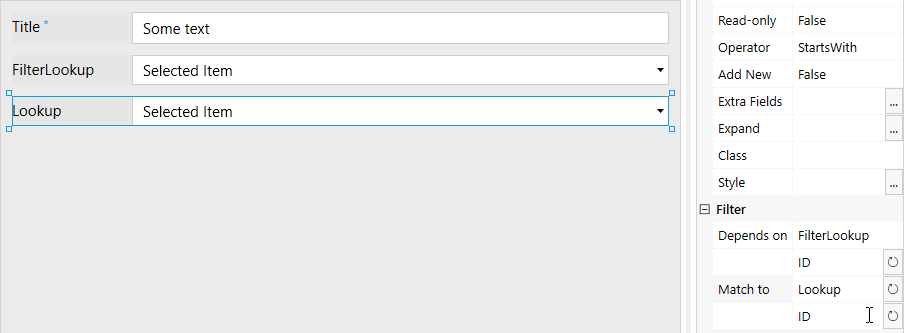 Title *
Some text
FilterLookup
Selected Item
Lookup
Selected Item
Read-only False
Operator StartsWith
Add New False
Extra Fields ...
Expand ...
Class
Style ...
Filter
Depends on FilterLookup
ID
Match to Lookup
ID